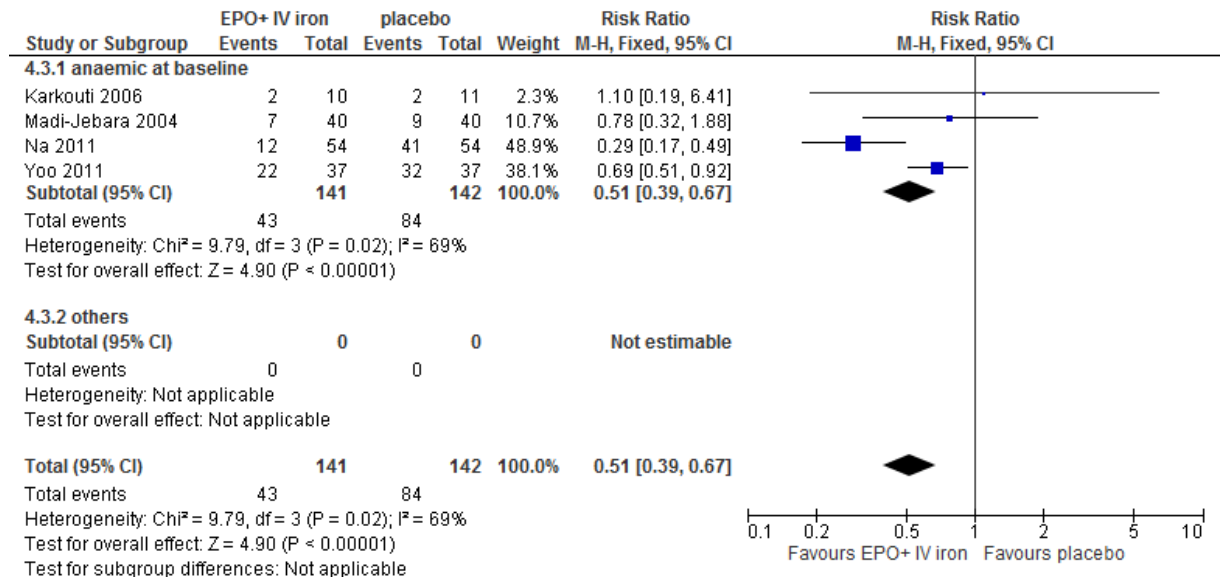 EPO+ IV iron placebo Risk Ratio Risk Ratio
Study or Subgroup Events Total Events Total Weight M-H, Fixed, 95% CI M-H, Fixed, 95% CI
4.3.1 anaemic at baseline
Karkouti 2006 2 10 2 11 2.3% 1.10 [0.19, 6.41]
Madi-Jebara 2004 7 40 9 40 10.7% 0.78 [0.32, 1.88]
Na 2011 12 54 41 54 48.9% 0.29 [0.17, 0.49]
Yoo 2011 22 37 32 37 38.1% 0.69 [0.51, 0.92]
Subtotal (95% CI) 141 142 100.0% 0.51 [0.39, 0.67]
Total events 43 84
Heterogeneity: Chi² = 9.79, df = 3 (P = 0.02); I² = 69%
Test for overall effect: Z = 4.90 (P < 0.00001)
4.3.2 others
Subtotal (95% CI) 0 0 Not estimable
Total events 0 0
Heterogeneity: Not applicable
Test for overall effect: Not applicable
Total (95% CI) 141 142 100.0% 0.51 [0.39, 0.67]
Total events 43 84
Heterogeneity: Chi² = 9.79, df = 3 (P = 0.02); I² = 69%
Test for overall effect: Z = 4.90 (P < 0.00001)
Test for subgroup differences: Not applicable
0.1 0.2 0.5 1 2 5 10
Favours EPO+ IV iron Favours placebo